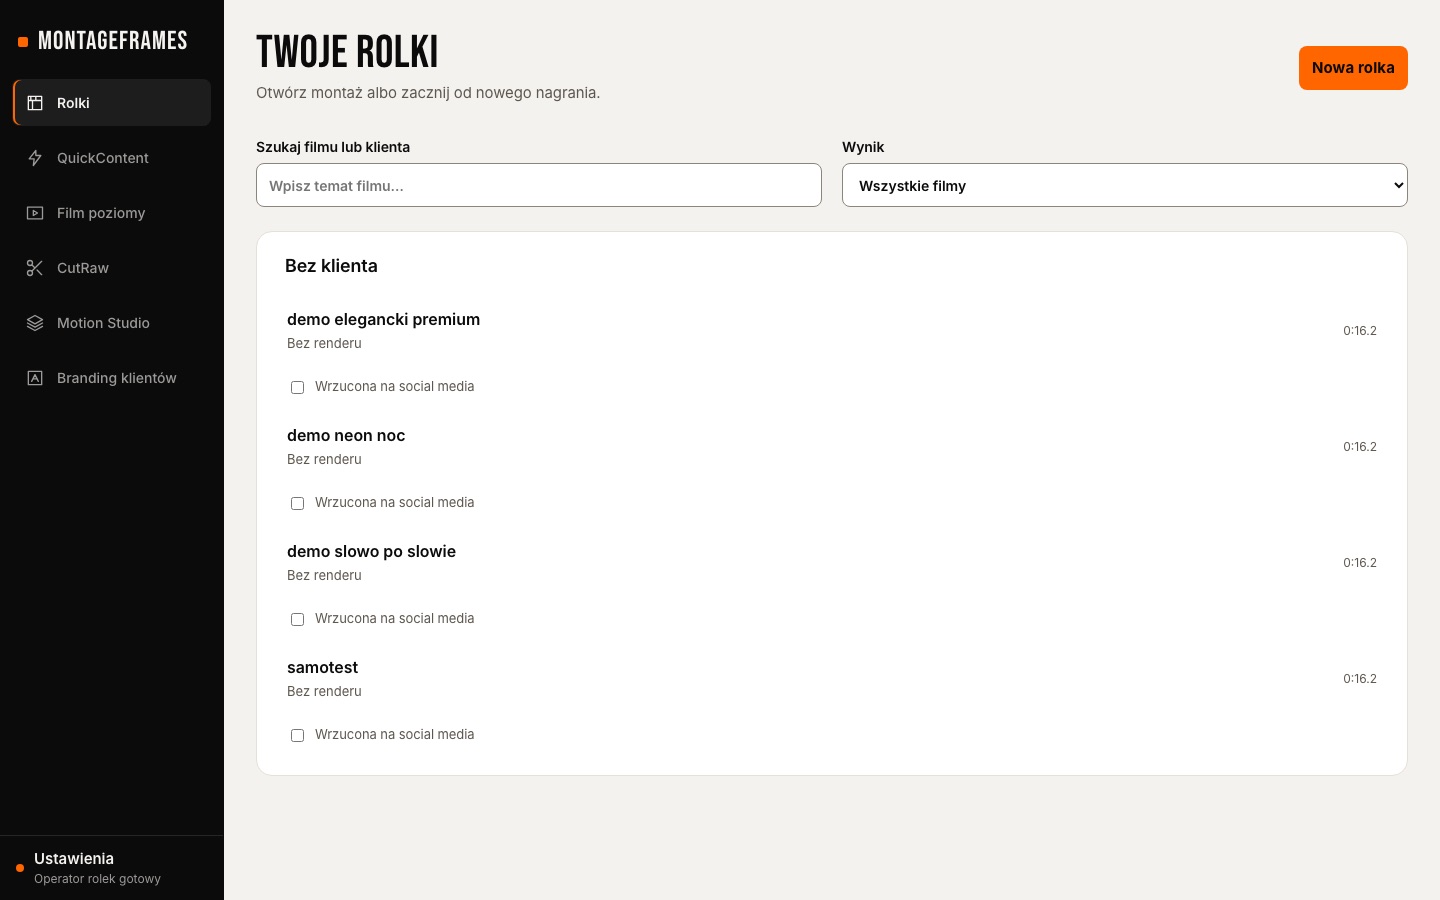 MONTAGEFRAMES
Rolki
QuickContent
Film poziomy
CutRaw
Motion Studio
Branding klientów
Ustawienia
Operator rolek gotowy
TWOJE ROLKI
Otwórz montaż albo zacznij od nowego nagrania.
Nowa rolka
Szukaj filmu lub klienta
Wpisz temat filmu...
Wynik
Wszystkie filmy
Bez klienta
demo elegancki premium
Bez renderu
0:16.2
Wrzucona na social media
demo neon noc
Bez renderu
0:16.2
Wrzucona na social media
demo slowo po slowie
Bez renderu
0:16.2
Wrzucona na social media
samotest
Bez renderu
0:16.2
Wrzucona na social media